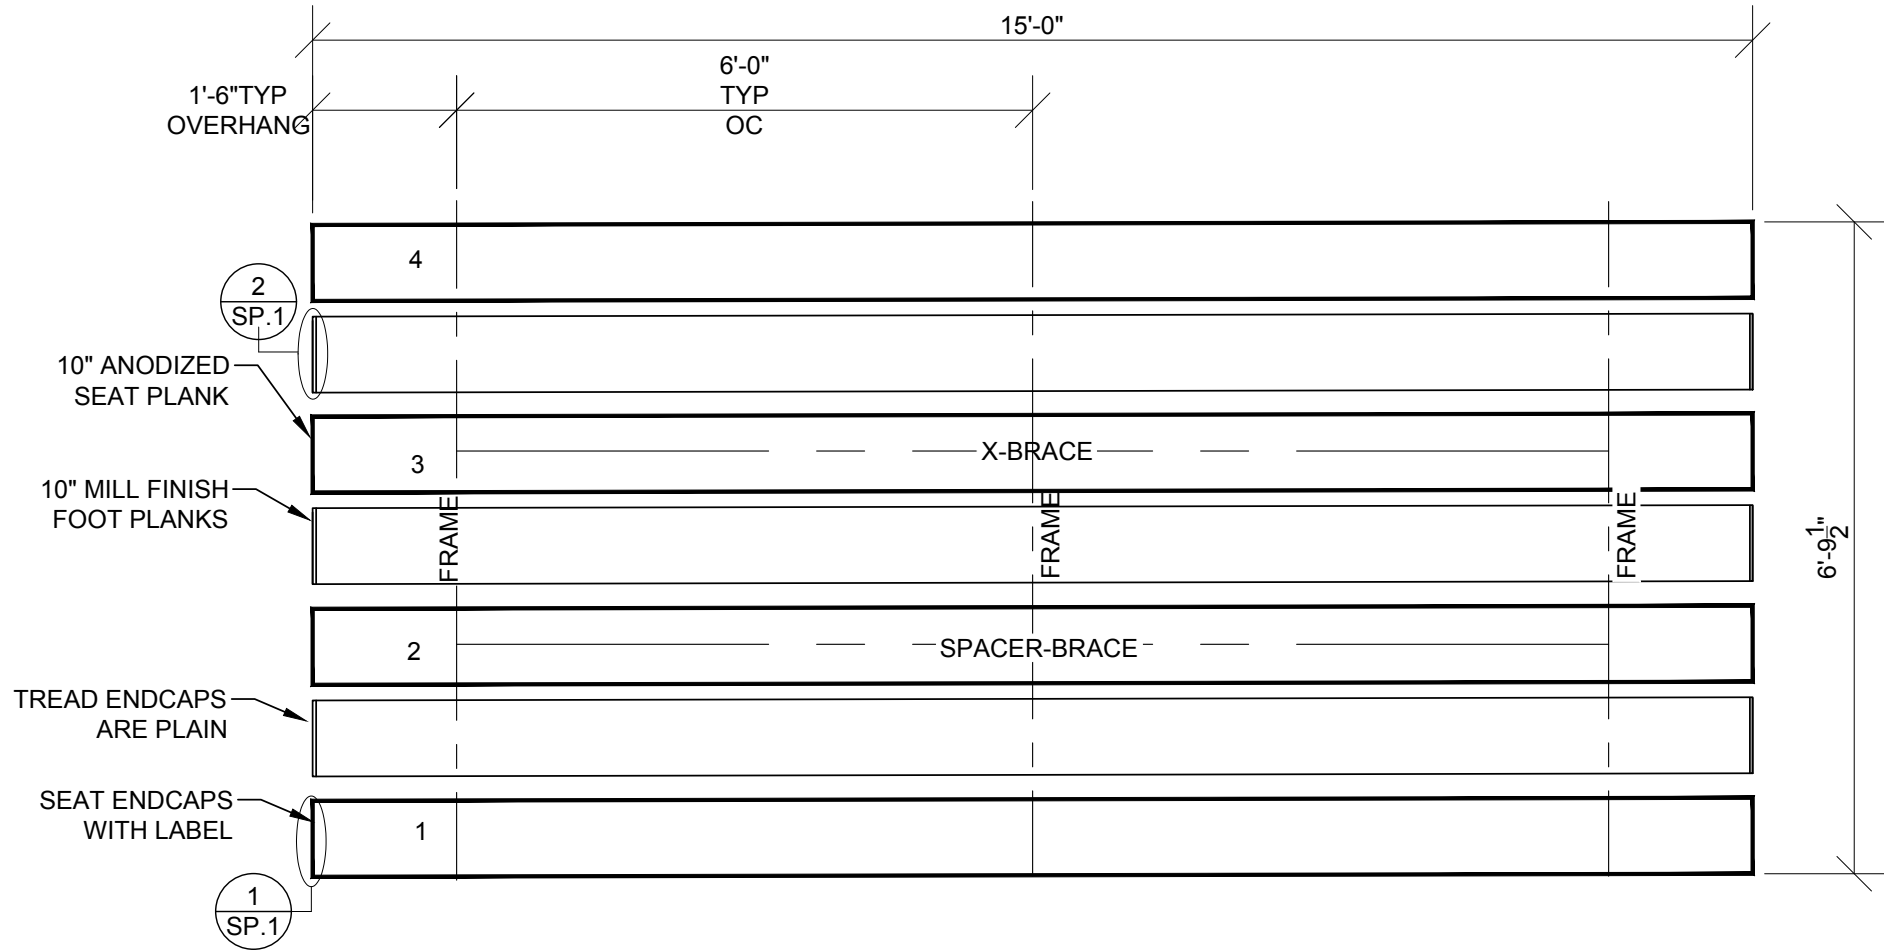 15'-0"
6'-0"
TYP
OC
1'-6"TYP
OVERHANG
4
2
SP.1
10" ANODIZED
SEAT PLANK
3
X-BRACE
10" MILL FINISH
FOOT PLANKS
FRAME
FRAME
FRAME
6'-9 1/2"
2
SPACER-BRACE
TREAD ENDCAPS
ARE PLAIN
SEAT ENDCAPS
WITH LABEL
1
1
SP.1